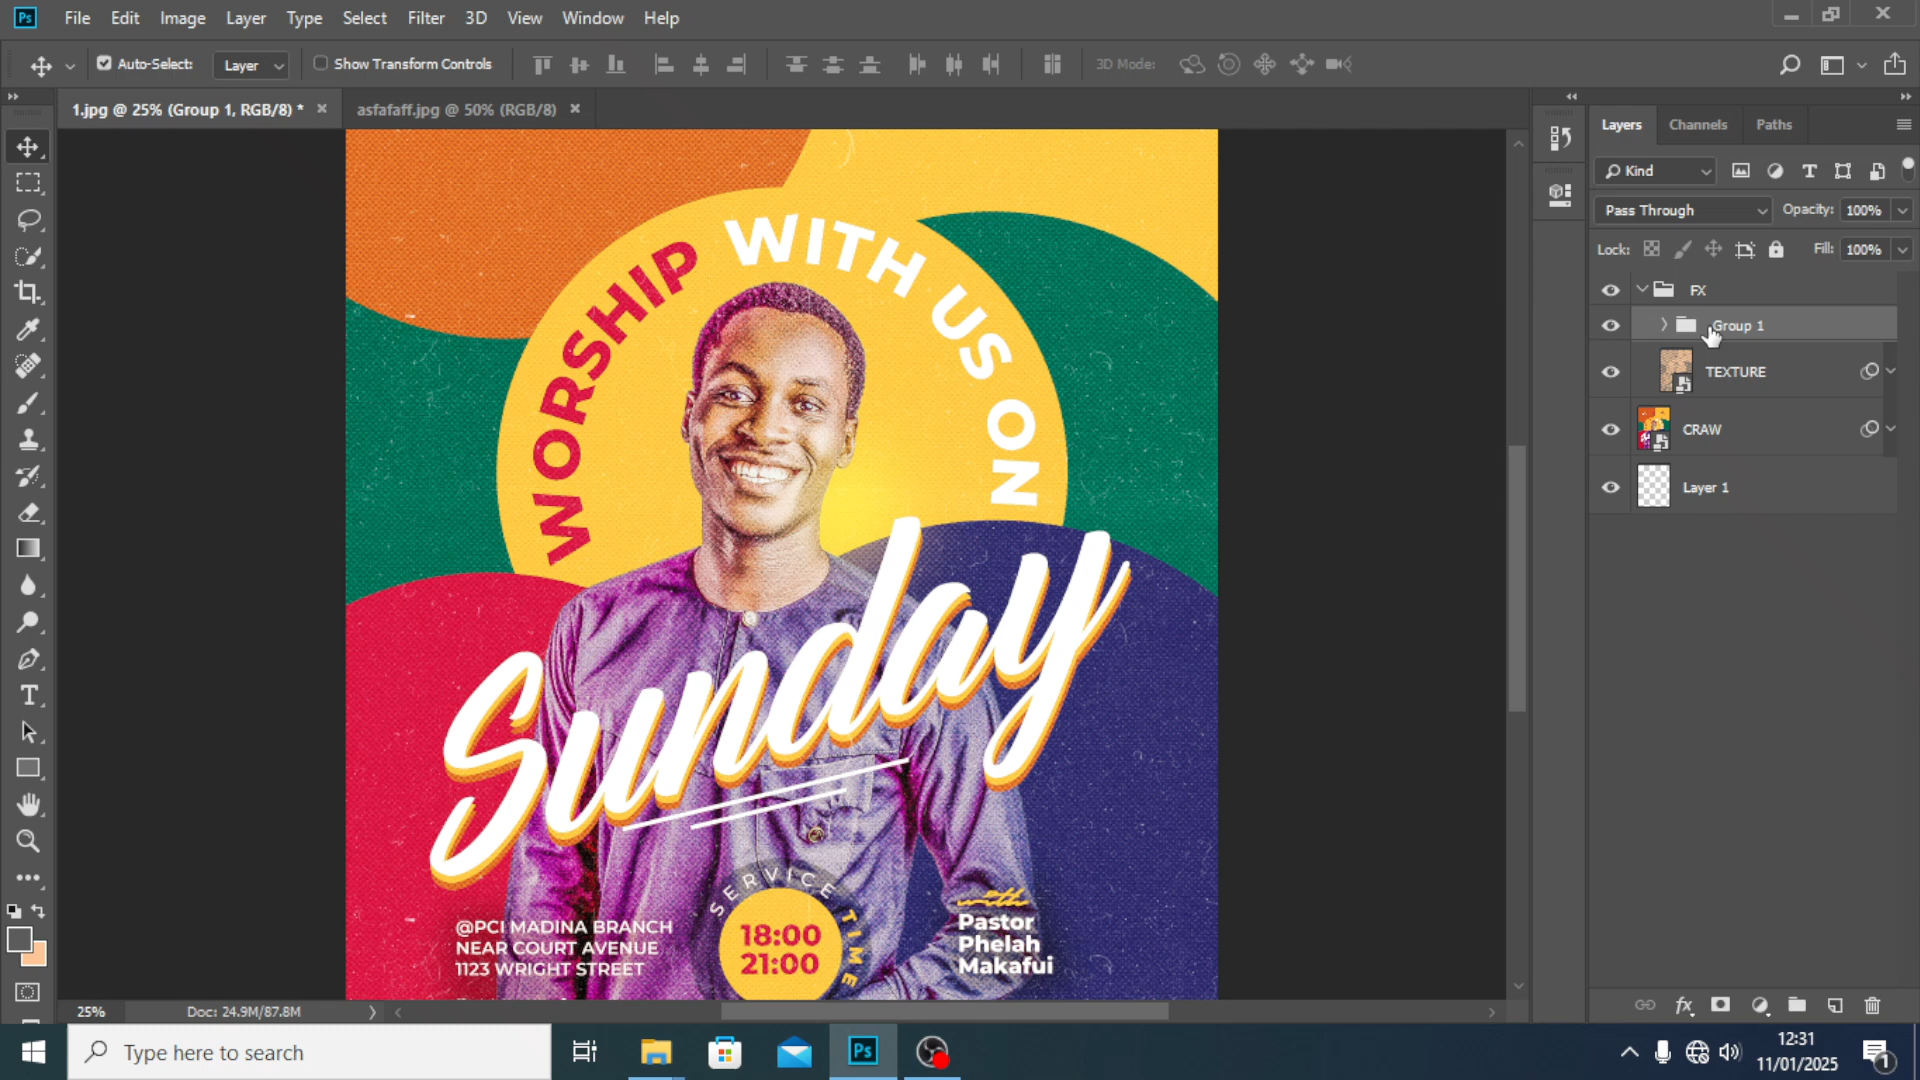 Ps File Edit Image Layer Type Select Filter 3D View Window Help
Auto-Select: Layer Show Transform Controls 3D Mode:
1.jpg @ 25% (Group 1, RGB/8) * × asfafaff.jpg @ 50% (RGB/8) ×
WORSHIP WITH US ON
Sunday
@PCI MADINA BRANCH
NEAR COURT AVENUE
1123 WRIGHT STREET
SERVICE TIME
18:00
21:00
with
Pastor
Phelah
Makafui
Layers Channels Paths
Kind
Pass Through Opacity: 100%
Lock: Fill: 100%
FX
Group 1
TEXTURE
CRAW
Layer 1
fx
25% Doc: 24.9M/87.8M
Type here to search
Ps
12:31
11/01/2025
1